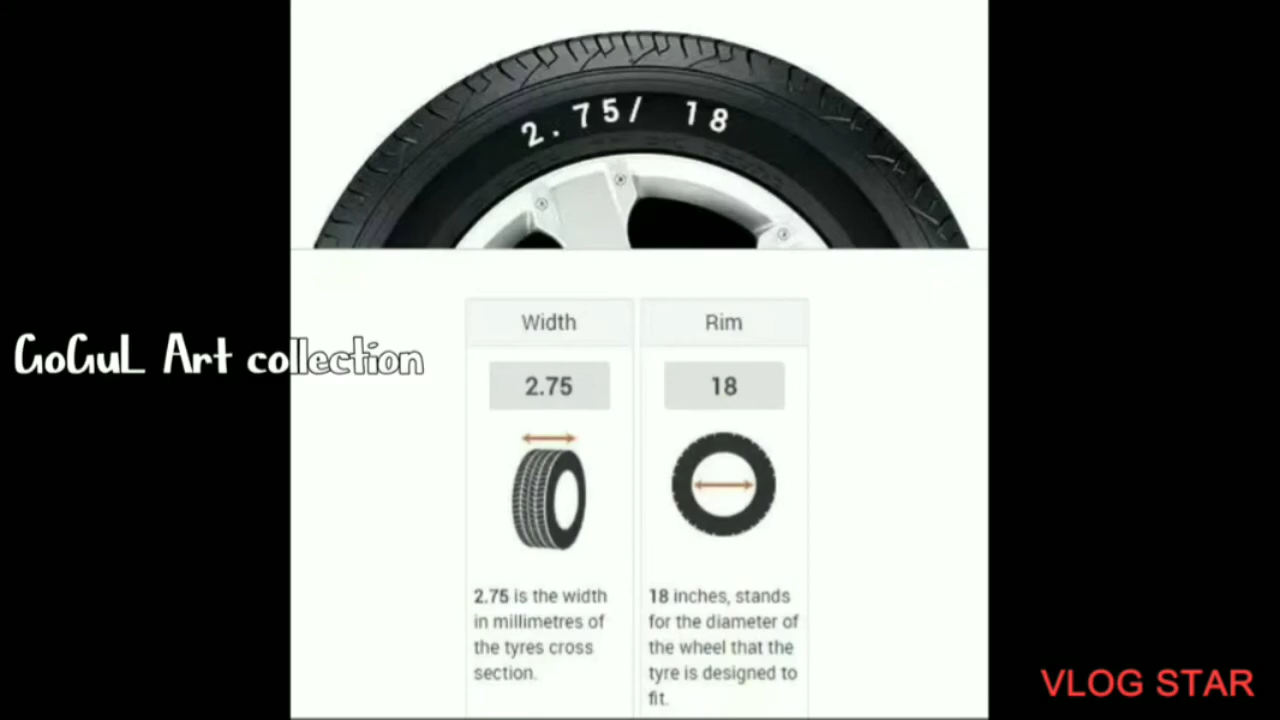 2.75/ 18
Width
Rim
GoGuL Art collection
2.75
18
2.75 is the width
in millimetres of
the tyres cross
section.
18 inches, stands
for the diameter of
the wheel that the
tyre is designed to
fit.
VLOG STAR